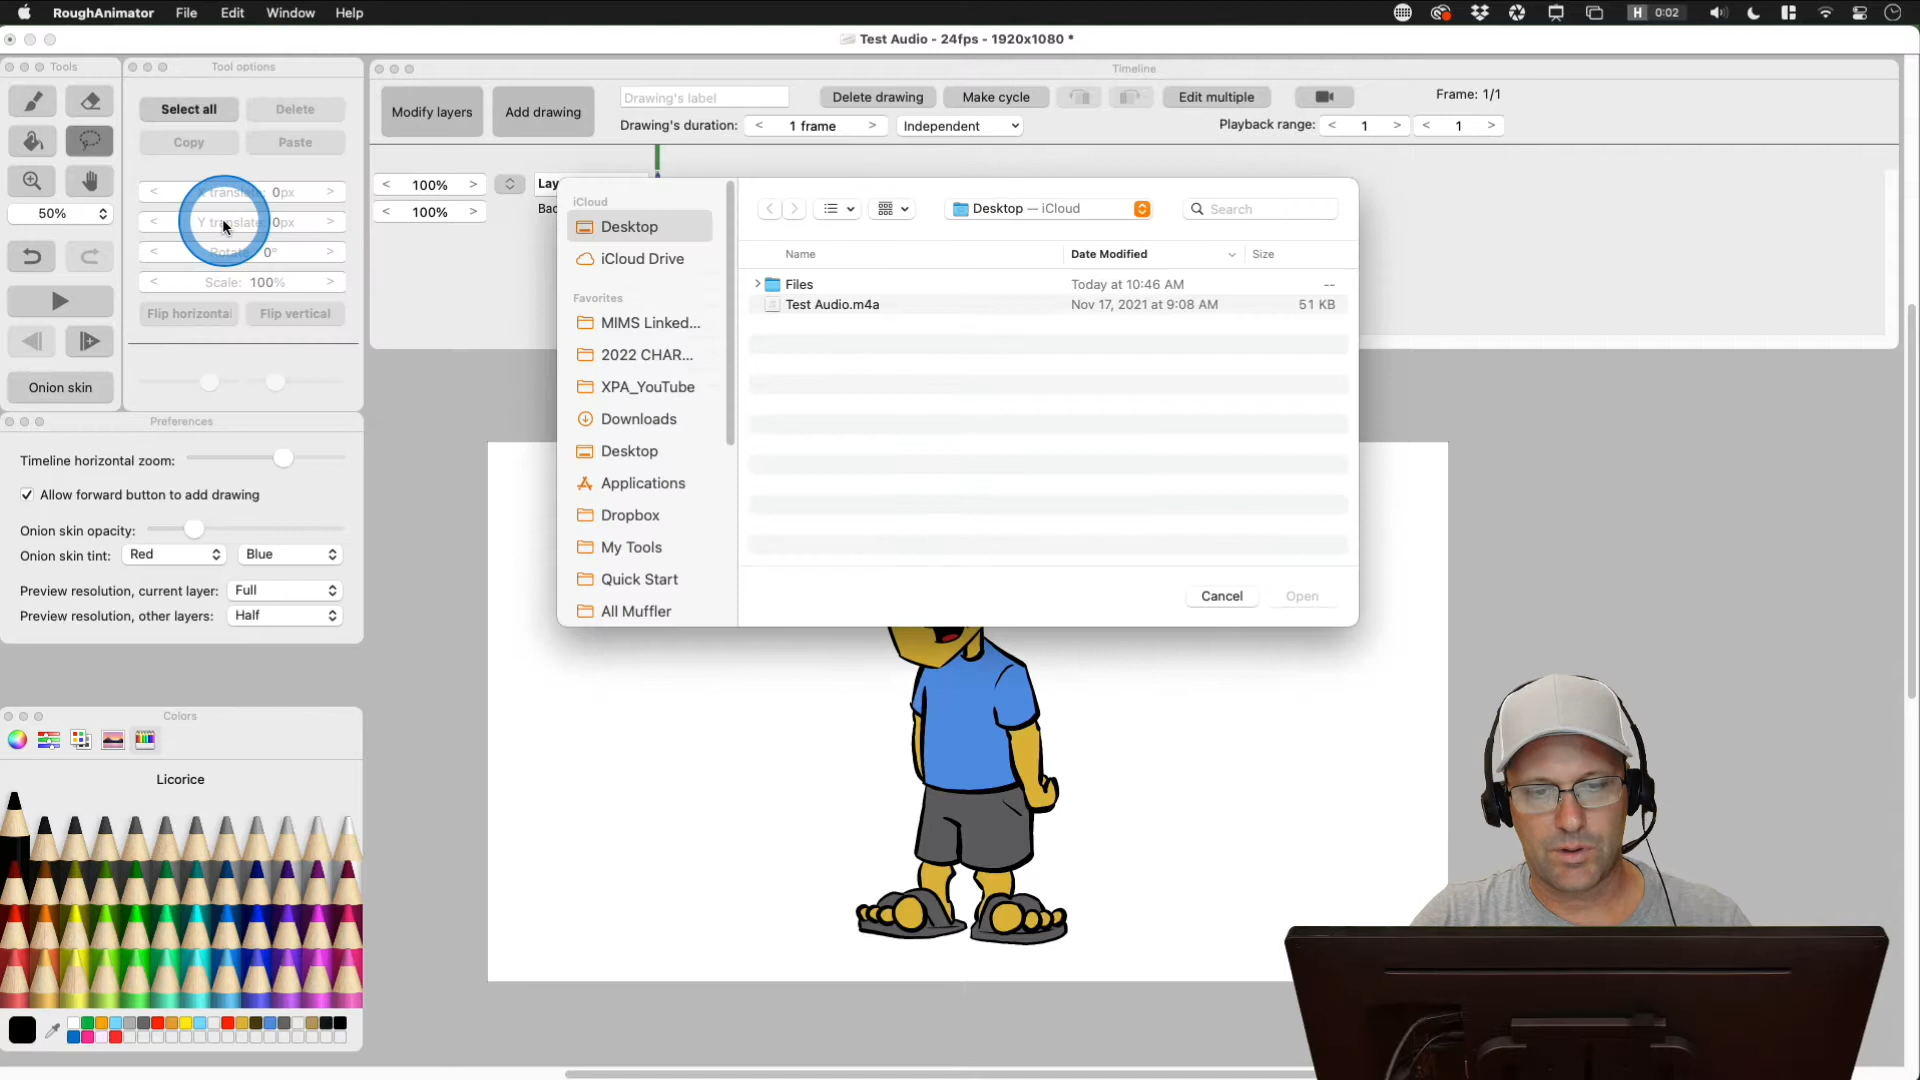 RoughAnimator File Edit Window Help
H 0:02
Test Audio - 24fps - 1920x1080 *
Tools
Tool options
Timeline
Select all Delete
Copy Paste
X translate: 0px
Y translate: 0px
Rotate: 0°
Scale: 100%
Flip horizontal Flip vertical
50%
Onion skin
Modify layers Add drawing Drawing's label Delete drawing Make cycle Edit multiple Frame: 1/1
Drawing's duration: < 1 frame > Independent Playback range: < 1 > < 1 >
< 100% > Lay
< 100% > Bac
iCloud
Desktop
iCloud Drive
Favorites
MIMS Linked...
2022 CHAR...
XPA_YouTube
Downloads
Desktop
Applications
Dropbox
My Tools
Quick Start
All Muffler
Desktop — iCloud
Search
Name Date Modified Size
Files Today at 10:46 AM --
Test Audio.m4a Nov 17, 2021 at 9:08 AM 51 KB
Cancel Open
Preferences
Timeline horizontal zoom:
Allow forward button to add drawing
Onion skin opacity:
Onion skin tint: Red Blue
Preview resolution, current layer: Full
Preview resolution, other layers: Half
Colors
Licorice